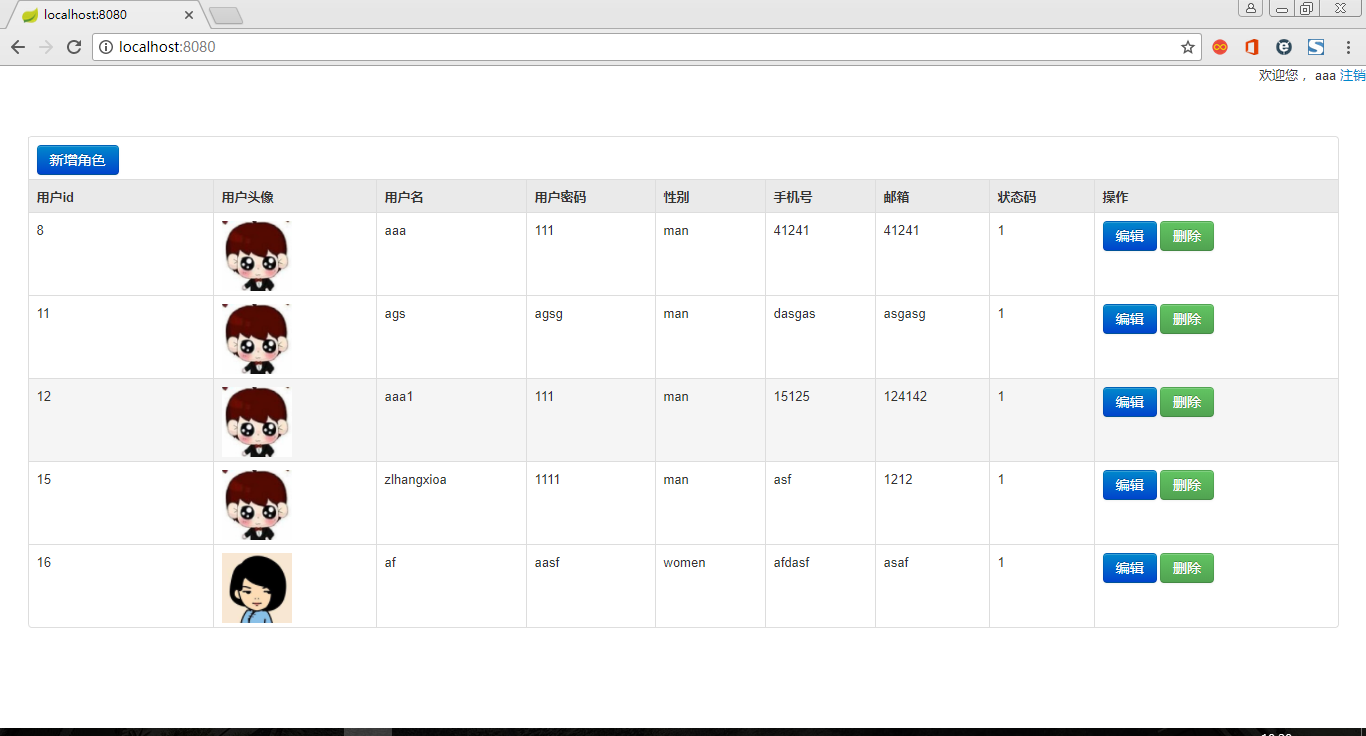 localhost:8080
localhost:8080
欢迎您， aaa 注销
新增角色
用户id 用户头像 用户名 用户密码 性别 手机号 邮箱 状态码 操作
8 aaa 111 man 41241 41241 1 编辑 删除
11 ags agsg man dasgas asgasg 1 编辑 删除
12 aaa1 111 man 15125 124142 1 编辑 删除
15 zlhangxioa 1111 man asf 1212 1 编辑 删除
16 af aasf women afdasf asaf 1 编辑 删除